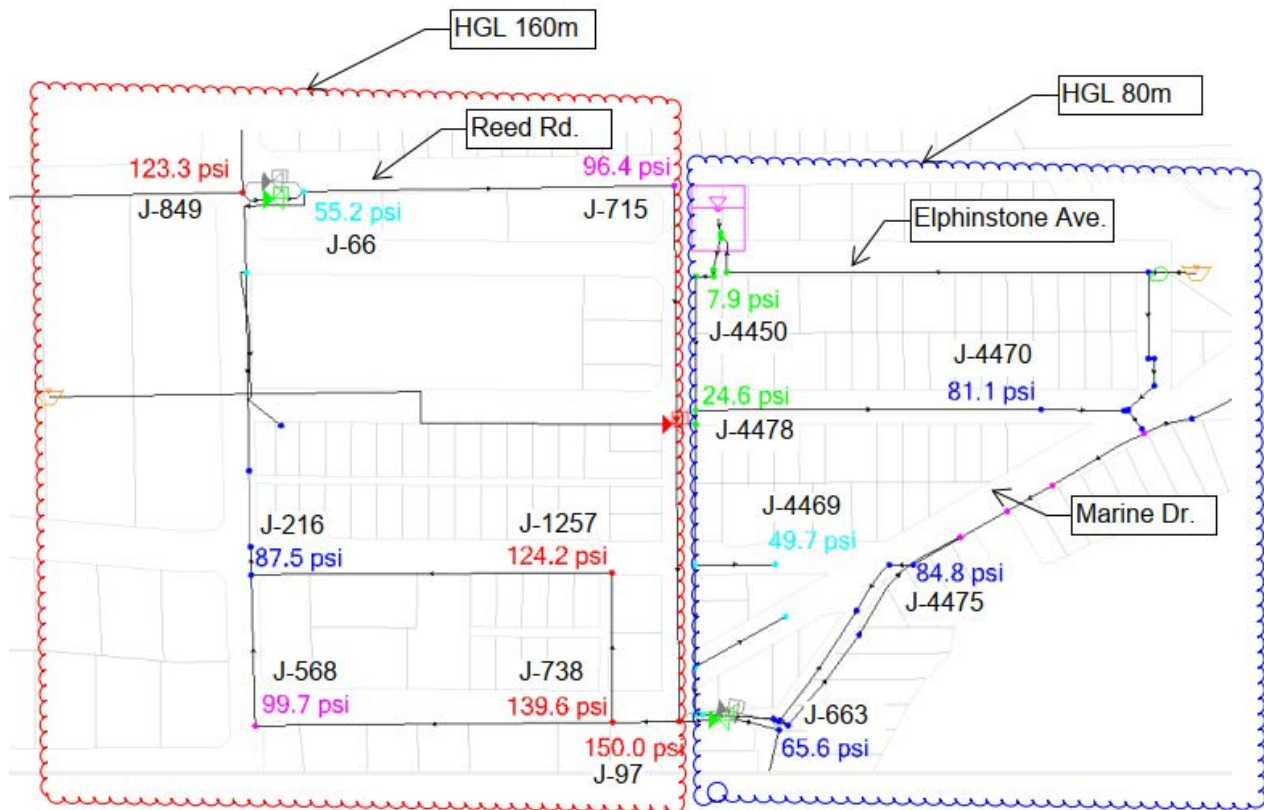 HGL 160m
HGL 80m
Reed Rd.
123.3 psi
96.4 psi
J-849
55.2 psi
J-715
J-66
Elphinstone Ave.
7.9 psi
J-4450
J-4470
24.6 psi
81.1 psi
J-4478
J-216
J-1257
J-4469
Marine Dr.
87.5 psi
124.2 psi
49.7 psi
84.8 psi
J-4475
J-568
J-738
99.7 psi
139.6 psi
J-663
150.0 psi
65.6 psi
J-97